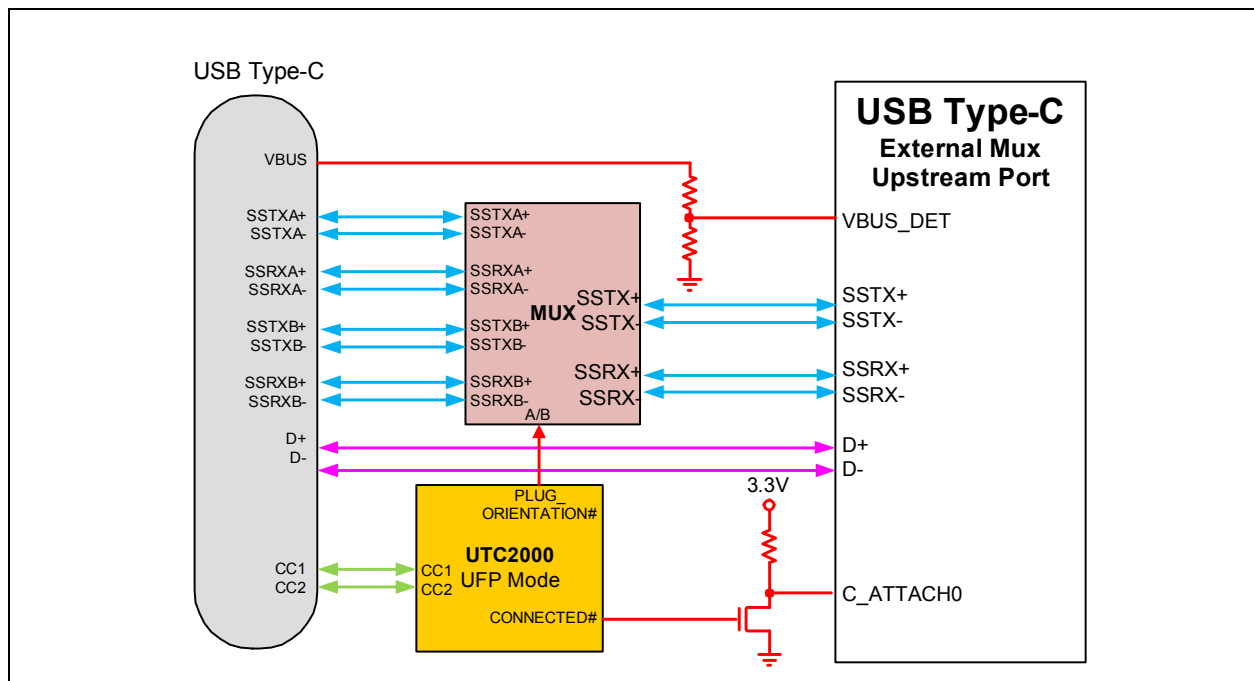 USB Type-C
VBUS
SSTXA+
SSTXA-
SSRXA+
SSRXA-
SSTXB+
SSTXB-
SSRXB+
SSRXB-
D+
D-
CC1
CC2
SSTXA+
SSTXA-
SSRXA+
SSRXA-
SSTXB+
SSTXB-
SSRXB+
SSRXB-
MUX
SSTX+
SSTX-
SSRX+
SSRX-
A/B
PLUG_
ORIENTATION#
UTC2000
UFP Mode
CC1
CC2
CONNECTED#
3.3V
USB Type-C
External Mux
Upstream Port
VBUS_DET
SSTX+
SSTX-
SSRX+
SSRX-
D+
D-
C_ATTACH0